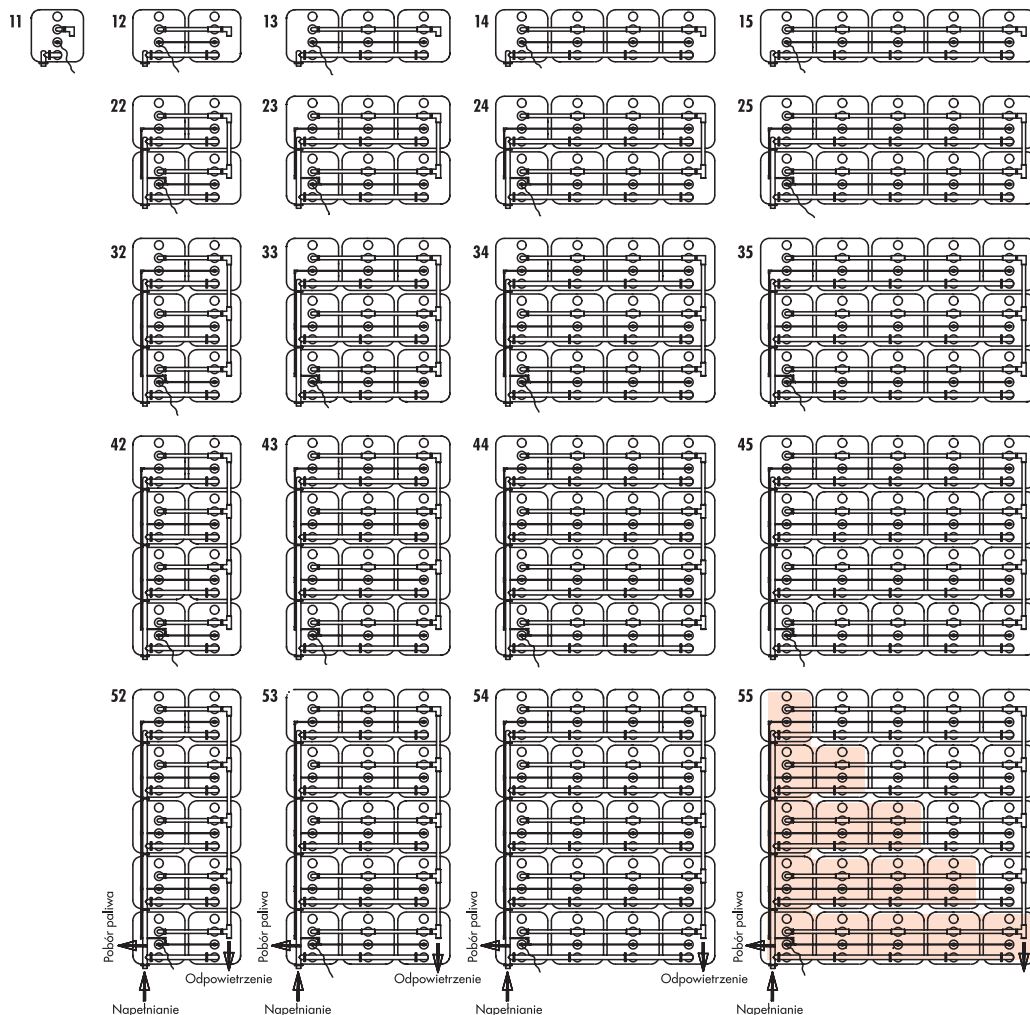 11 12 13 14 15
22 23 24 25
32 33 34 35
42 43 44 45
52 53 54 55
Pobór paliwa Pobór paliwa Pobór paliwa Pobór paliwa
Odpowietrzenie Odpowietrzenie Odpowietrzenie
Napełnianie Napełnianie Napełnianie Napełnianie